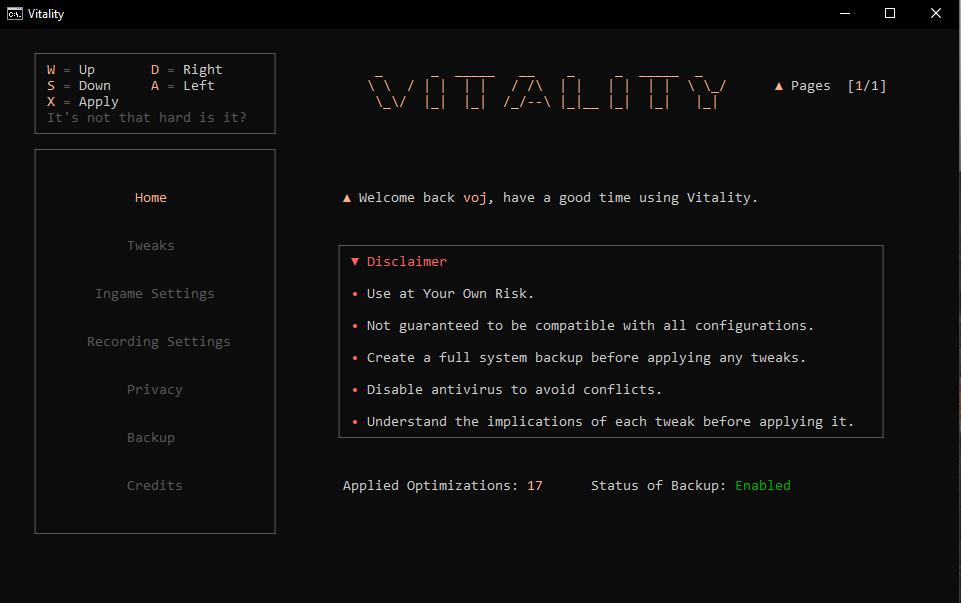 Vitality
W = Up D = Right
S = Down A = Left
X = Apply
It's not that hard is it?
VITALITY
▲ Pages [1/1]
Home
Tweaks
Ingame Settings
Recording Settings
Privacy
Backup
Credits
▲ Welcome back voj, have a good time using Vitality.
▼ Disclaimer
• Use at Your Own Risk.
• Not guaranteed to be compatible with all configurations.
• Create a full system backup before applying any tweaks.
• Disable antivirus to avoid conflicts.
• Understand the implications of each tweak before applying it.
Applied Optimizations: 17 Status of Backup: Enabled